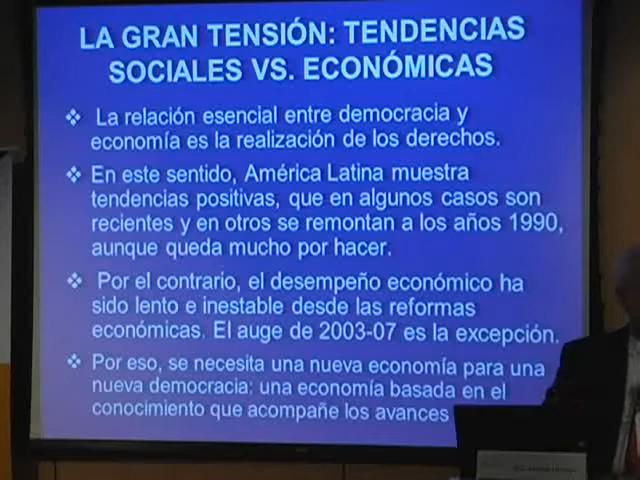 LA GRAN TENSIÓN: TENDENCIAS
SOCIALES VS. ECONÓMICAS
❖ La relación esencial entre democracia y
economía es la realización de los derechos.
❖ En este sentido, América Latina muestra
tendencias positivas, que en algunos casos son
recientes y en otros se remontan a los años 1990,
aunque queda mucho por hacer.
❖ Por el contrario, el desempeño económico ha
sido lento e inestable desde las reformas
económicas. El auge de 2003-07 es la excepción.
❖ Por eso, se necesita una nueva economía para una
nueva democracia: una economía basada en el
conocimiento que acompañe los avances